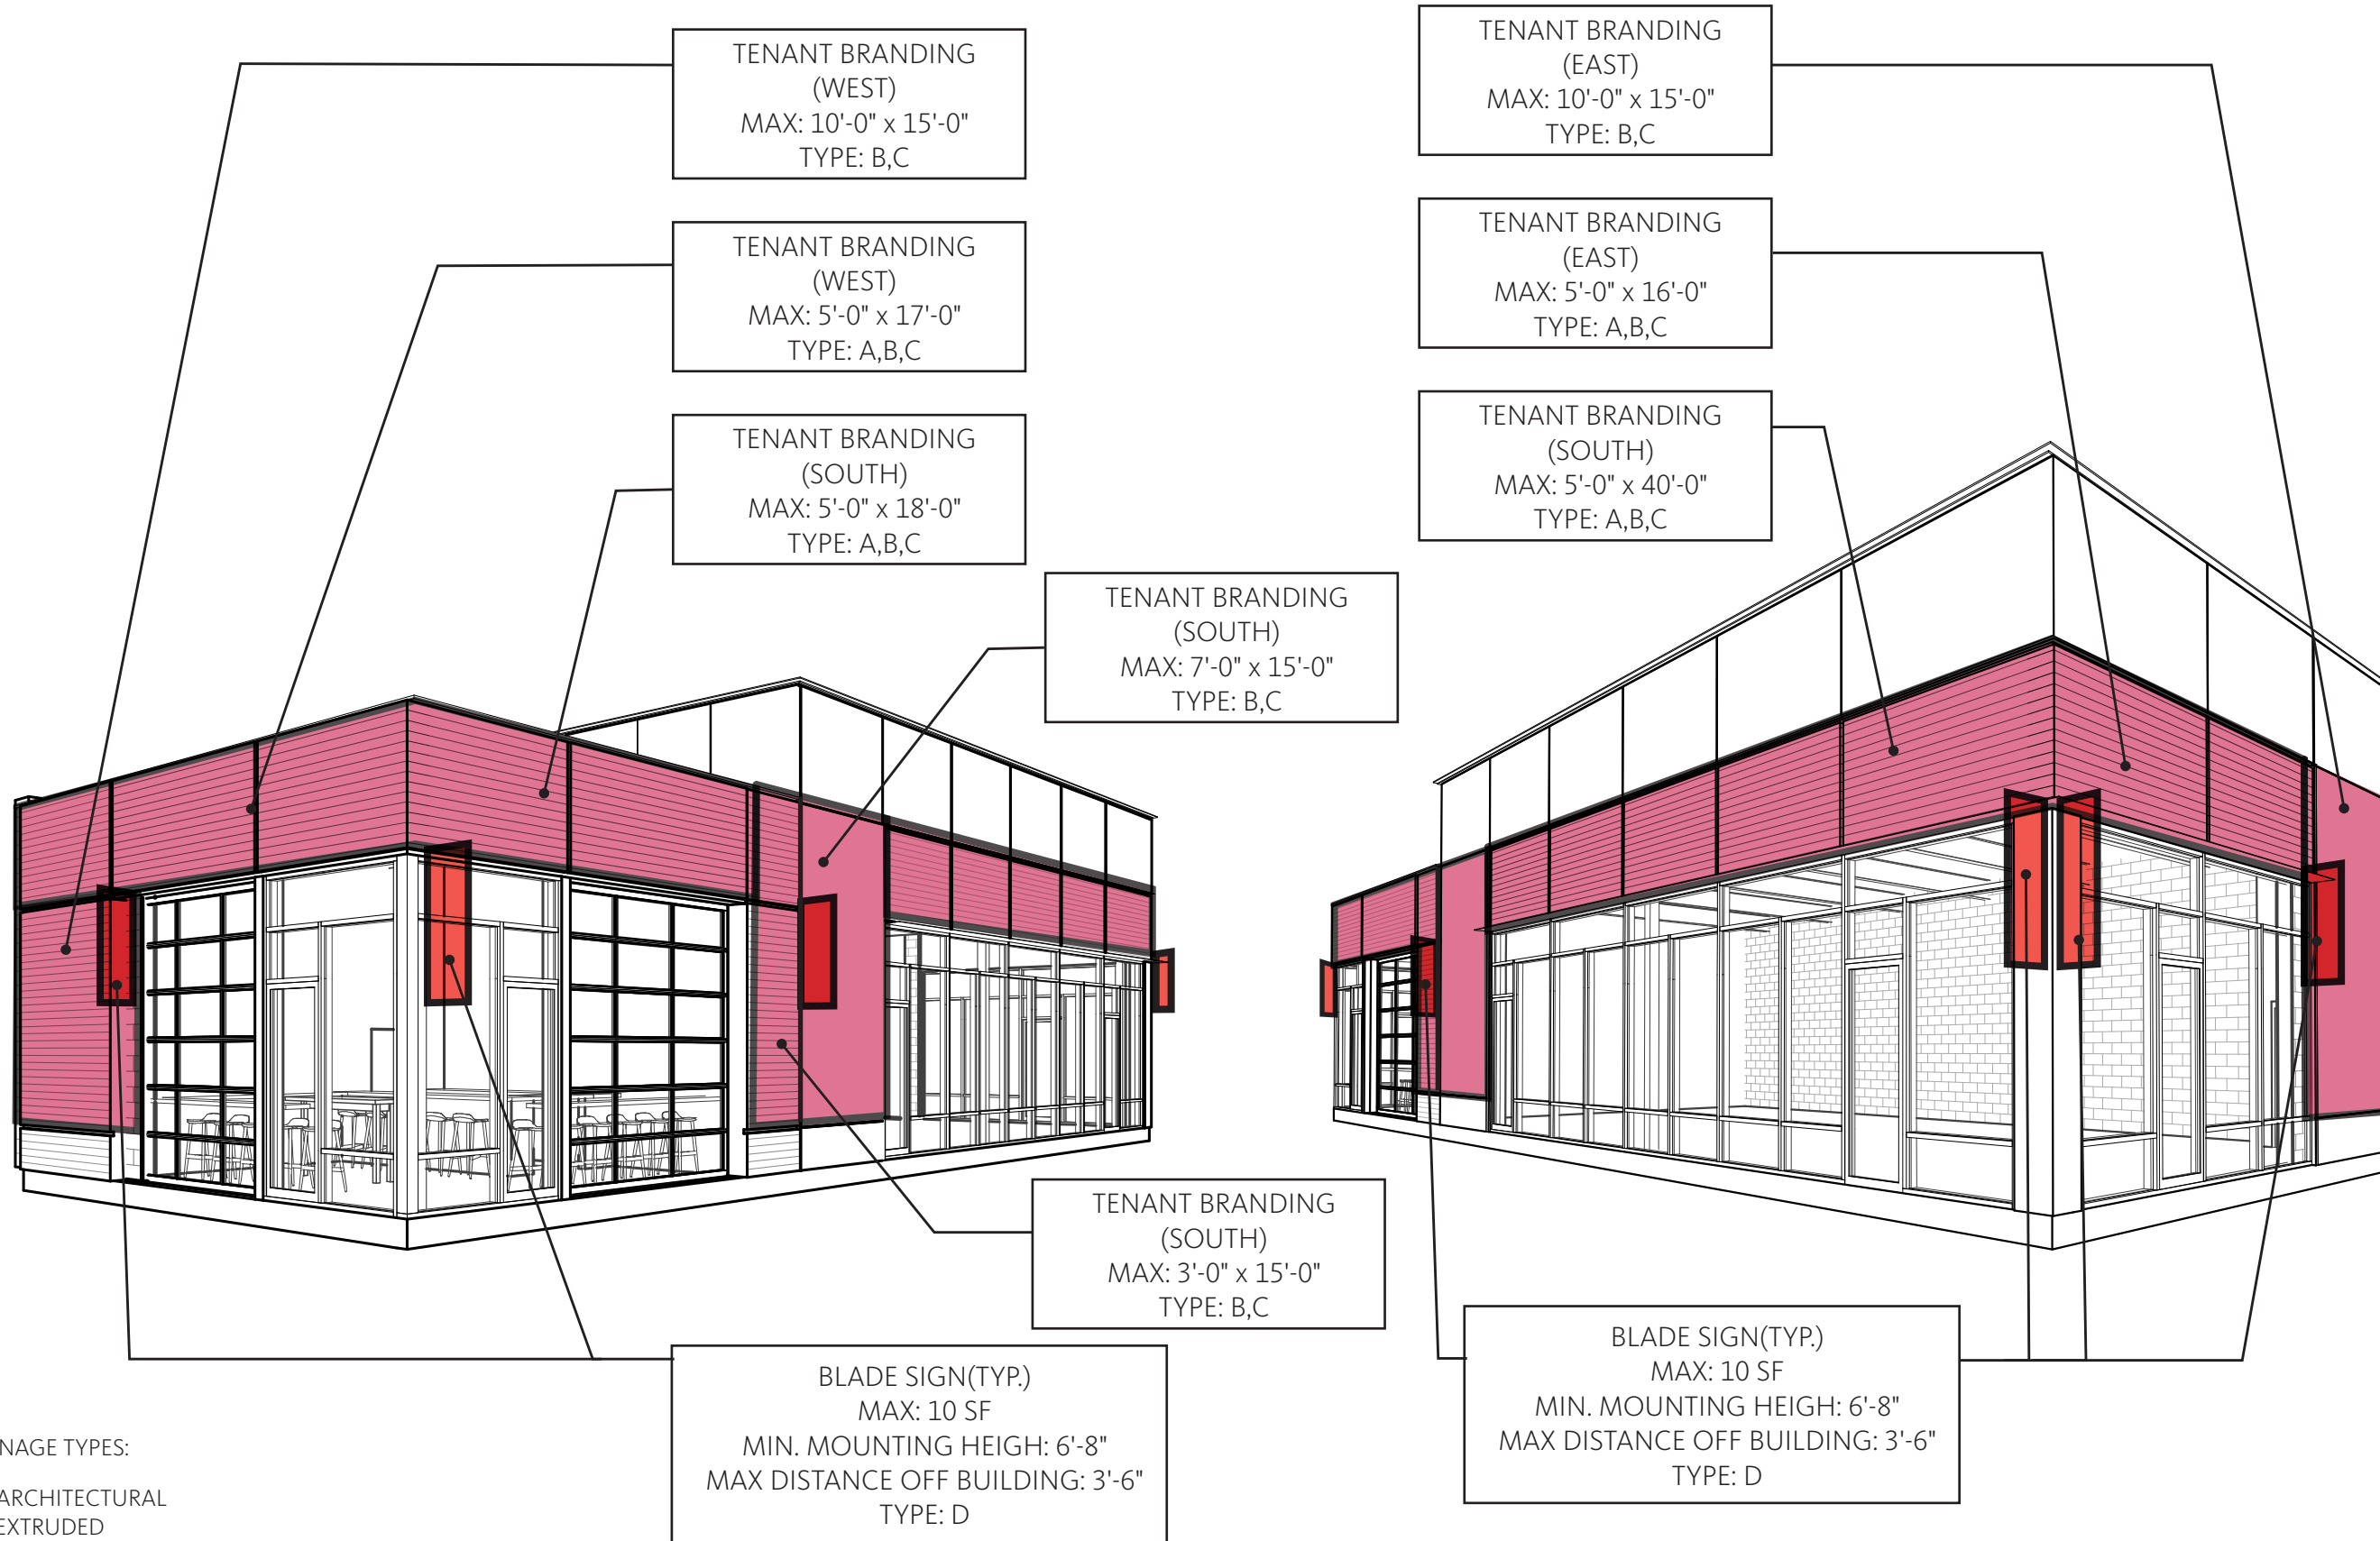 TENANT BRANDING
(WEST)
MAX: 10'-0" x 15'-0"
TYPE: B,C
TENANT BRANDING
(WEST)
MAX: 5'-0" x 17'-0"
TYPE: A,B,C
TENANT BRANDING
(SOUTH)
MAX: 5'-0" x 18'-0"
TYPE: A,B,C
TENANT BRANDING
(SOUTH)
MAX: 7'-0" x 15'-0"
TYPE: B,C
TENANT BRANDING
(EAST)
MAX: 10'-0" x 15'-0"
TYPE: B,C
TENANT BRANDING
(EAST)
MAX: 5'-0" x 16'-0"
TYPE: A,B,C
TENANT BRANDING
(SOUTH)
MAX: 5'-0" x 40'-0"
TYPE: A,B,C
TENANT BRANDING
(SOUTH)
MAX: 3'-0" x 15'-0"
TYPE: B,C
BLADE SIGN(TYP.)
MAX: 10 SF
MIN. MOUNTING HEIGH: 6'-8"
MAX DISTANCE OFF BUILDING: 3'-6"
TYPE: D
BLADE SIGN(TYP.)
MAX: 10 SF
MIN. MOUNTING HEIGH: 6'-8"
MAX DISTANCE OFF BUILDING: 3'-6"
TYPE: D
NAGE TYPES:
ARCHITECTURAL
EXTRUDED